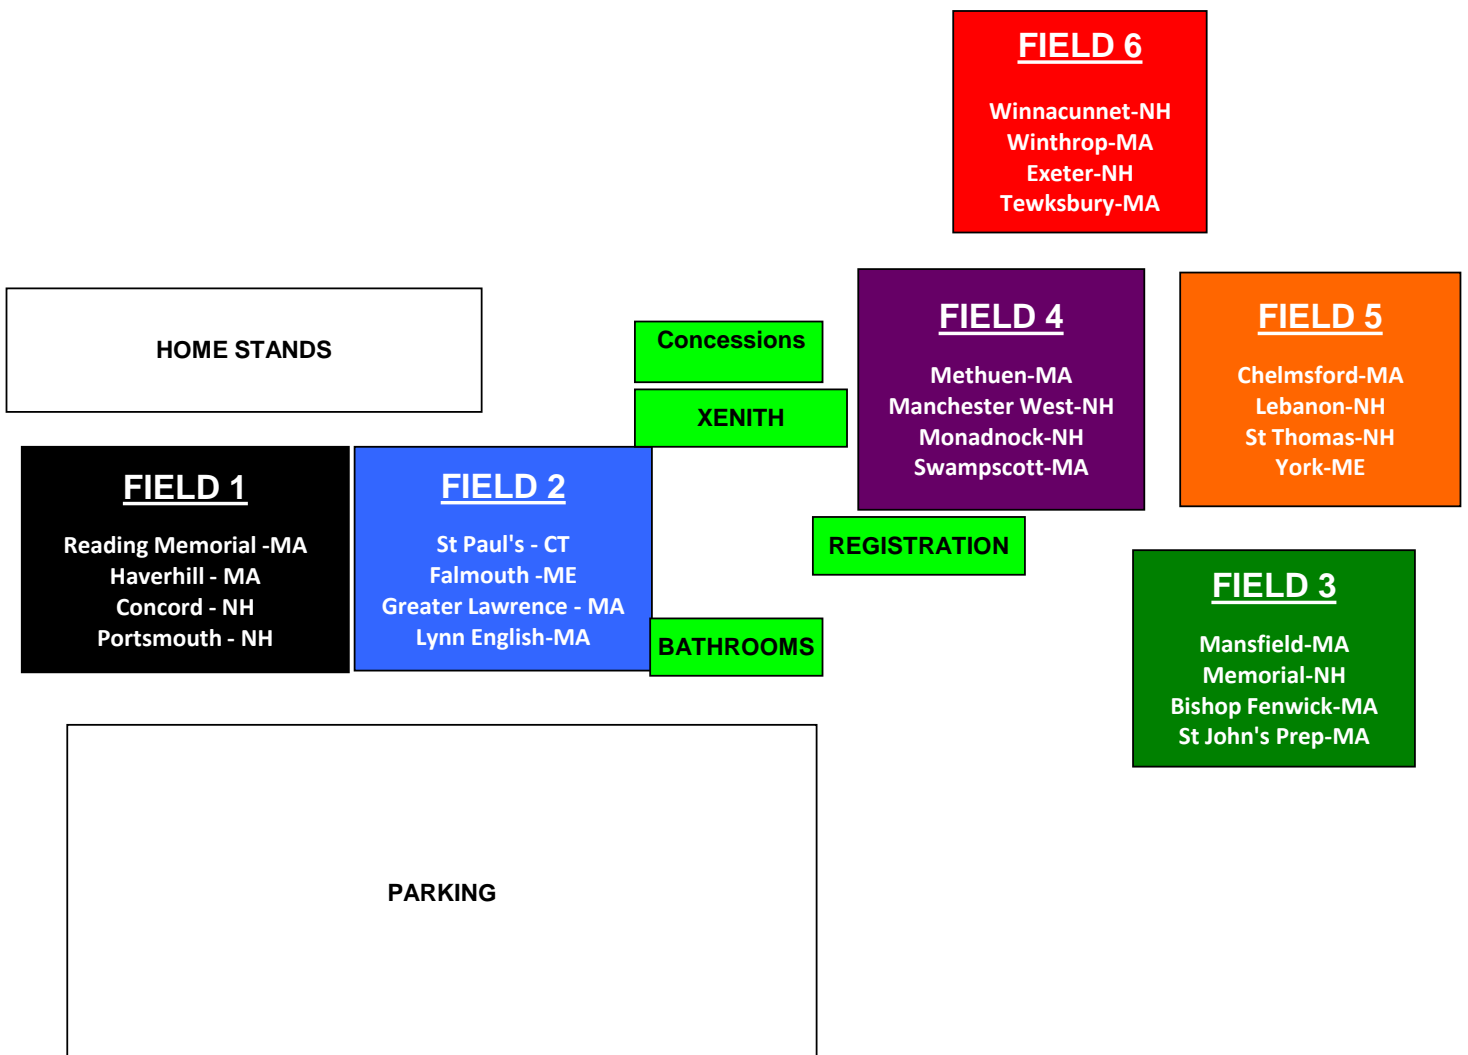 FIELD 6
Winnacunnet-NH
Winthrop-MA
Exeter-NH
Tewksbury-MA
HOME STANDS
Concessions
XENITH
FIELD 4
Methuen-MA
Manchester West-NH
Monadnock-NH
Swampscott-MA
FIELD 5
Chelmsford-MA
Lebanon-NH
St Thomas-NH
York-ME
FIELD 1
Reading Memorial -MA
Haverhill - MA
Concord - NH
Portsmouth - NH
FIELD 2
St Paul's - CT
Falmouth -ME
Greater Lawrence - MA
Lynn English-MA
REGISTRATION
BATHROOMS
FIELD 3
Mansfield-MA
Memorial-NH
Bishop Fenwick-MA
St John's Prep-MA
PARKING